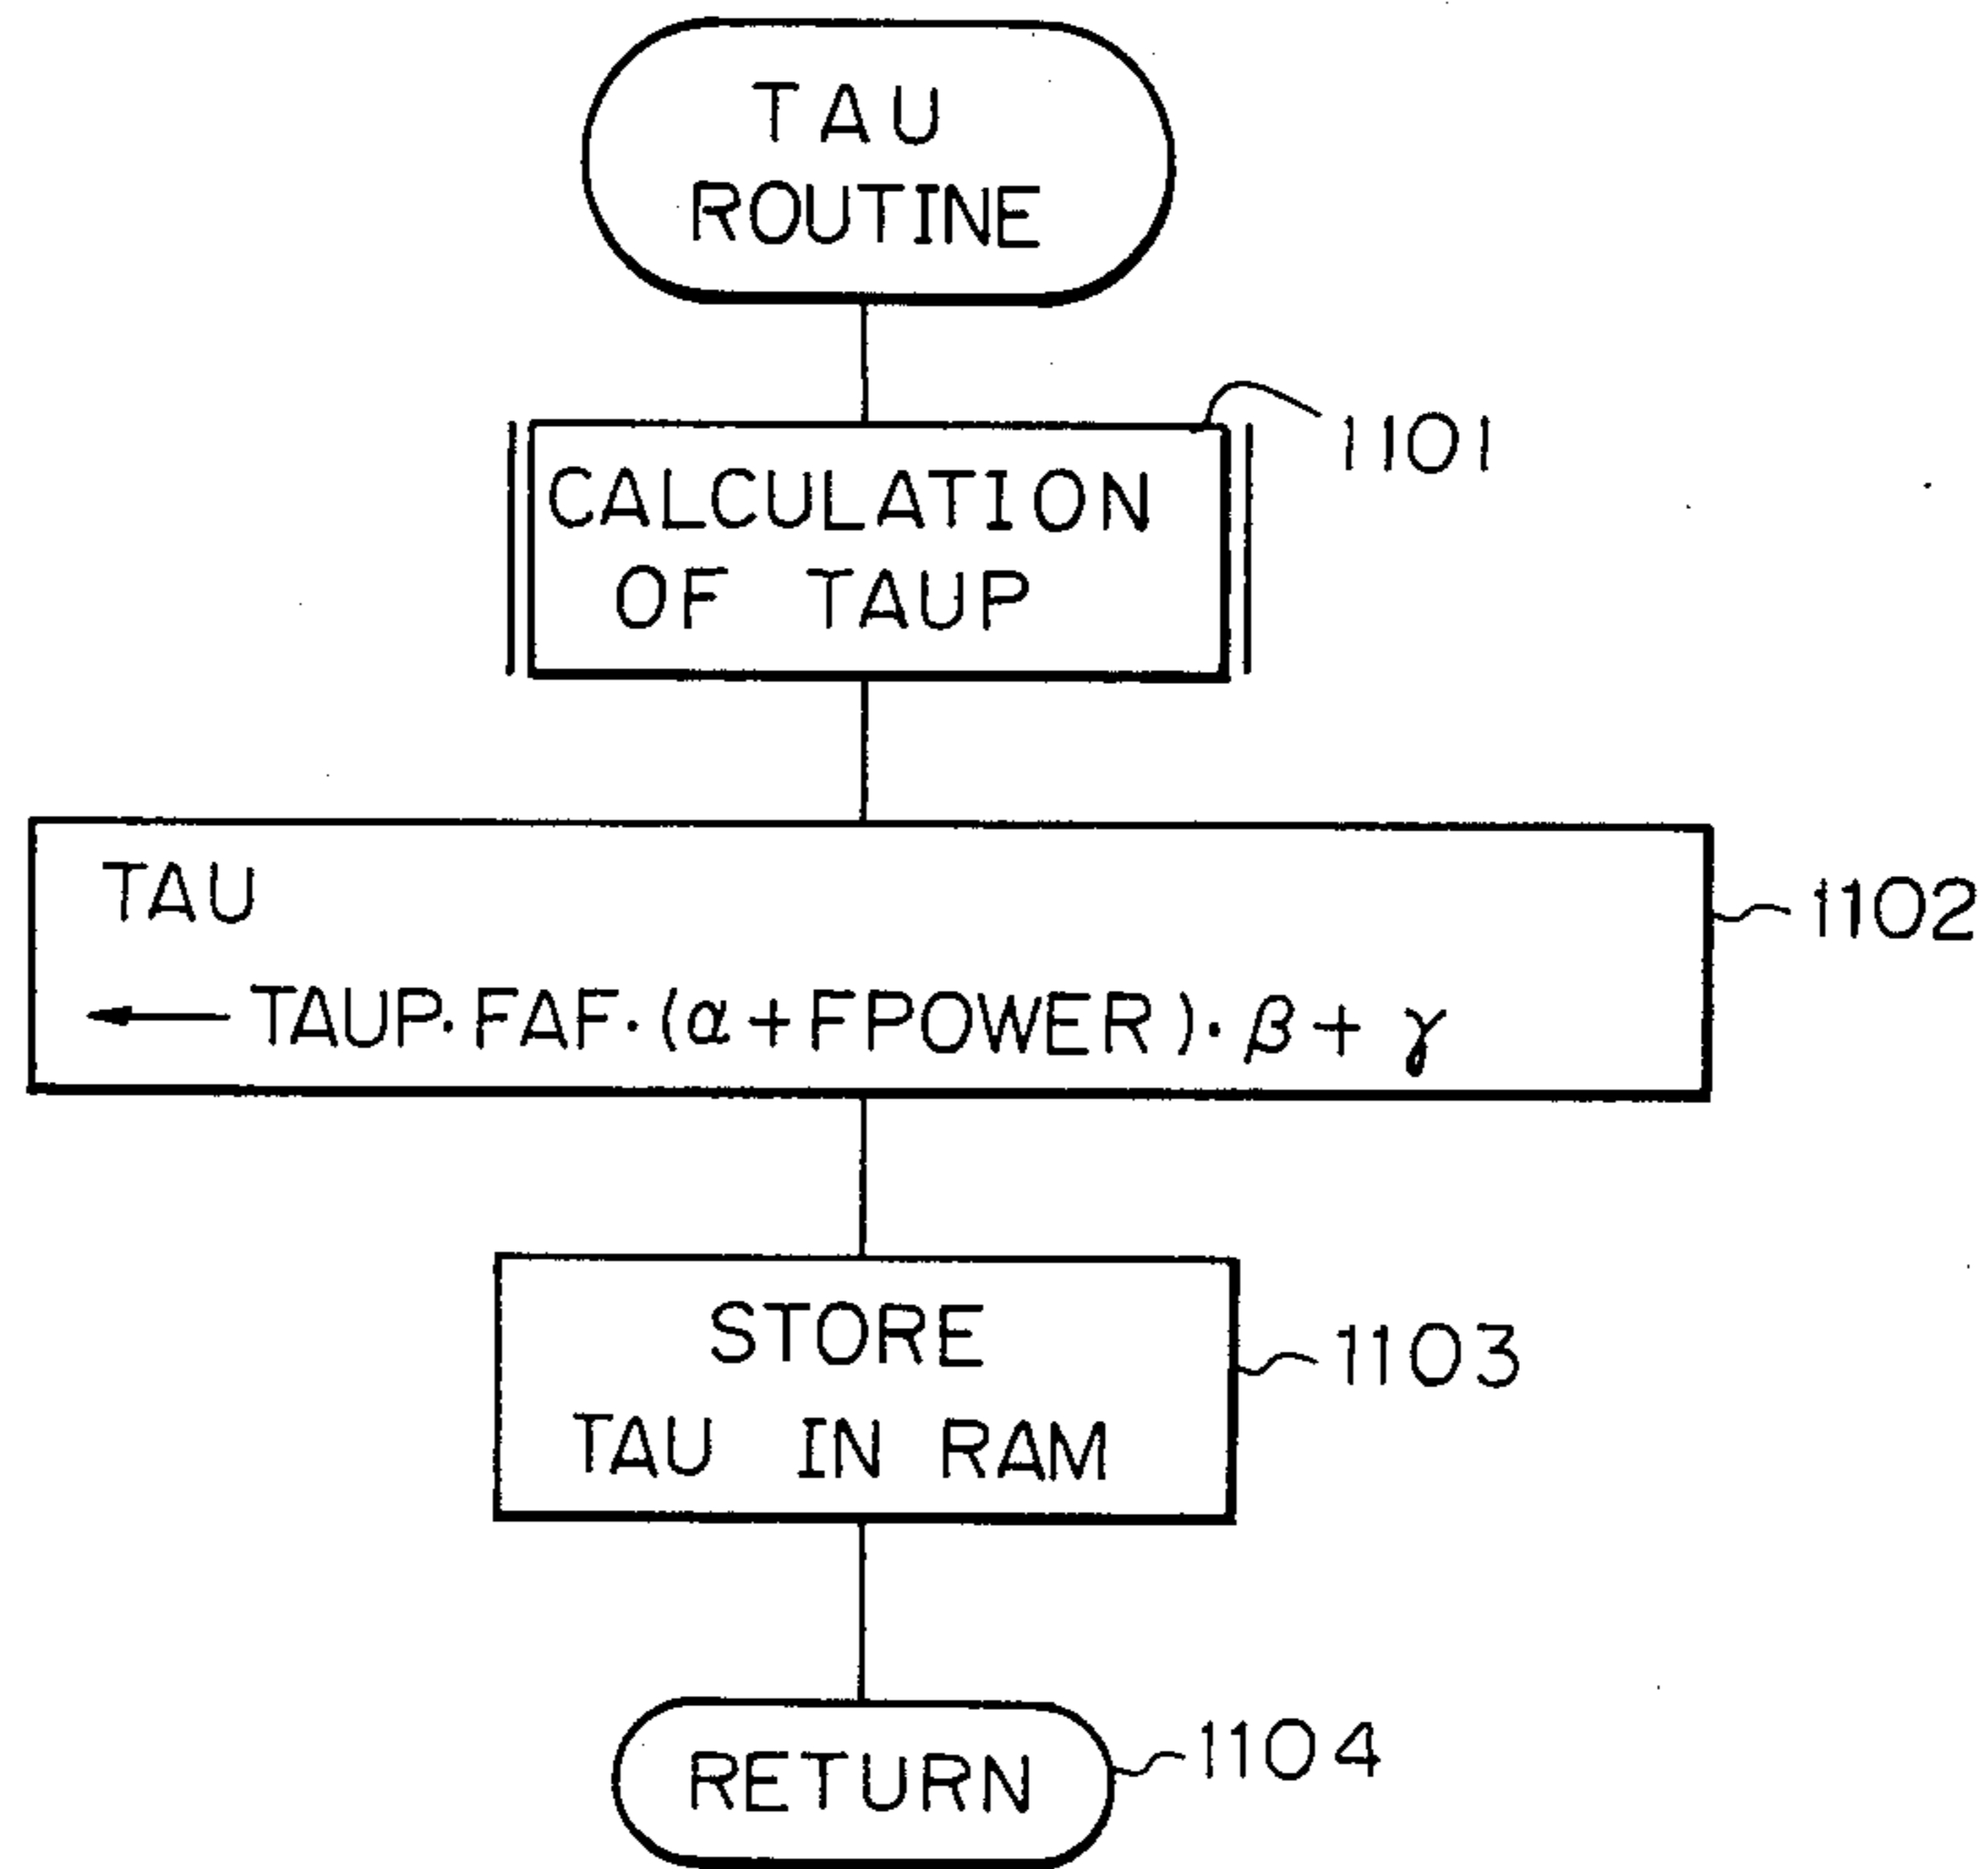 TAU
ROUTINE
1101
CALCULATION
OF TAUP
TAU
1102
← TAUP·FAF·(α+FPOWER)·β+γ
STORE
1103
TAU IN RAM
RETURN
1104